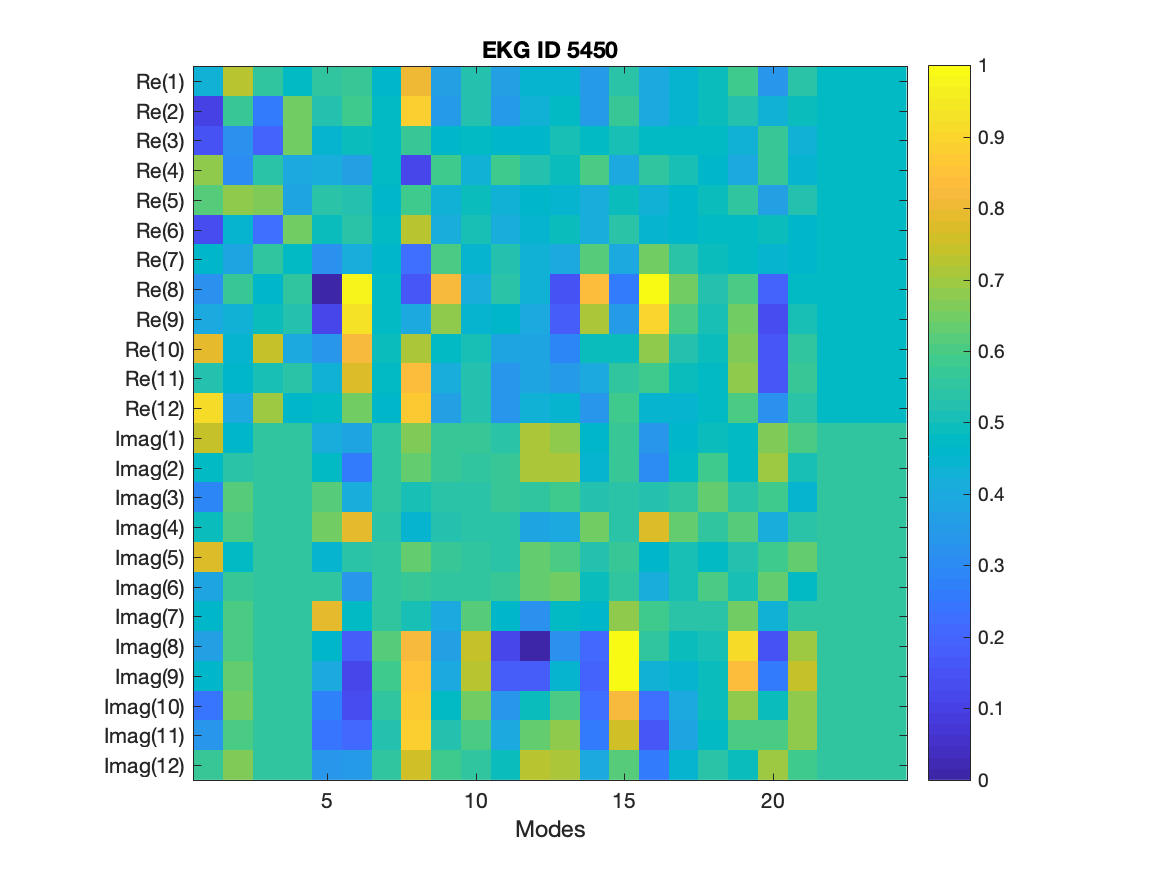 EKG ID 5450
Re(1)
Re(2)
Re(3)
Re(4)
Re(5)
Re(6)
Re(7)
Re(8)
Re(9)
Re(10)
Re(11)
Re(12)
Imag(1)
Imag(2)
Imag(3)
Imag(4)
Imag(5)
Imag(6)
Imag(7)
Imag(8)
Imag(9)
Imag(10)
Imag(11)
Imag(12)
5 10 15 20
Modes
1
0.9
0.8
0.7
0.6
0.5
0.4
0.3
0.2
0.1
0